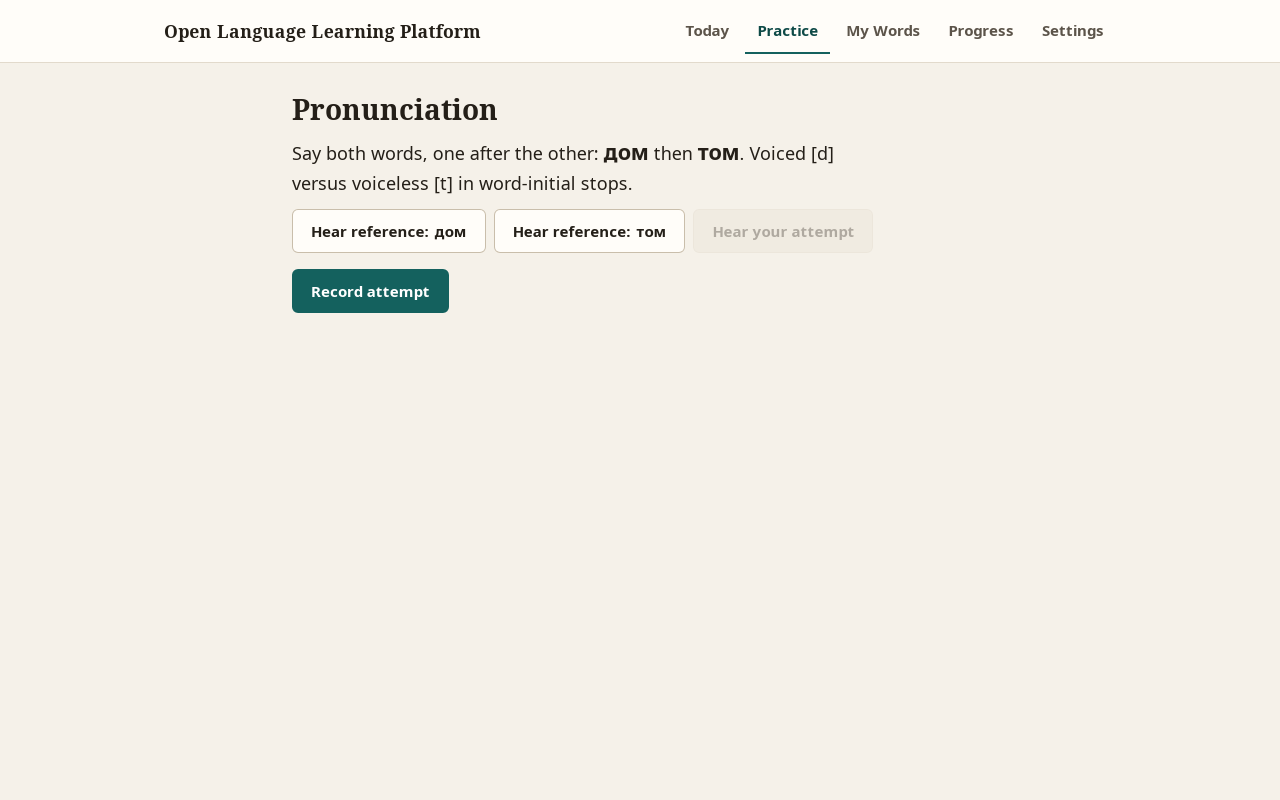 Open Language Learning Platform
Today Practice My Words Progress Settings
Pronunciation
Say both words, one after the other: дом then том. Voiced [d]
versus voiceless [t] in word-initial stops.
Hear reference: дом Hear reference: том Hear your attempt
Record attempt